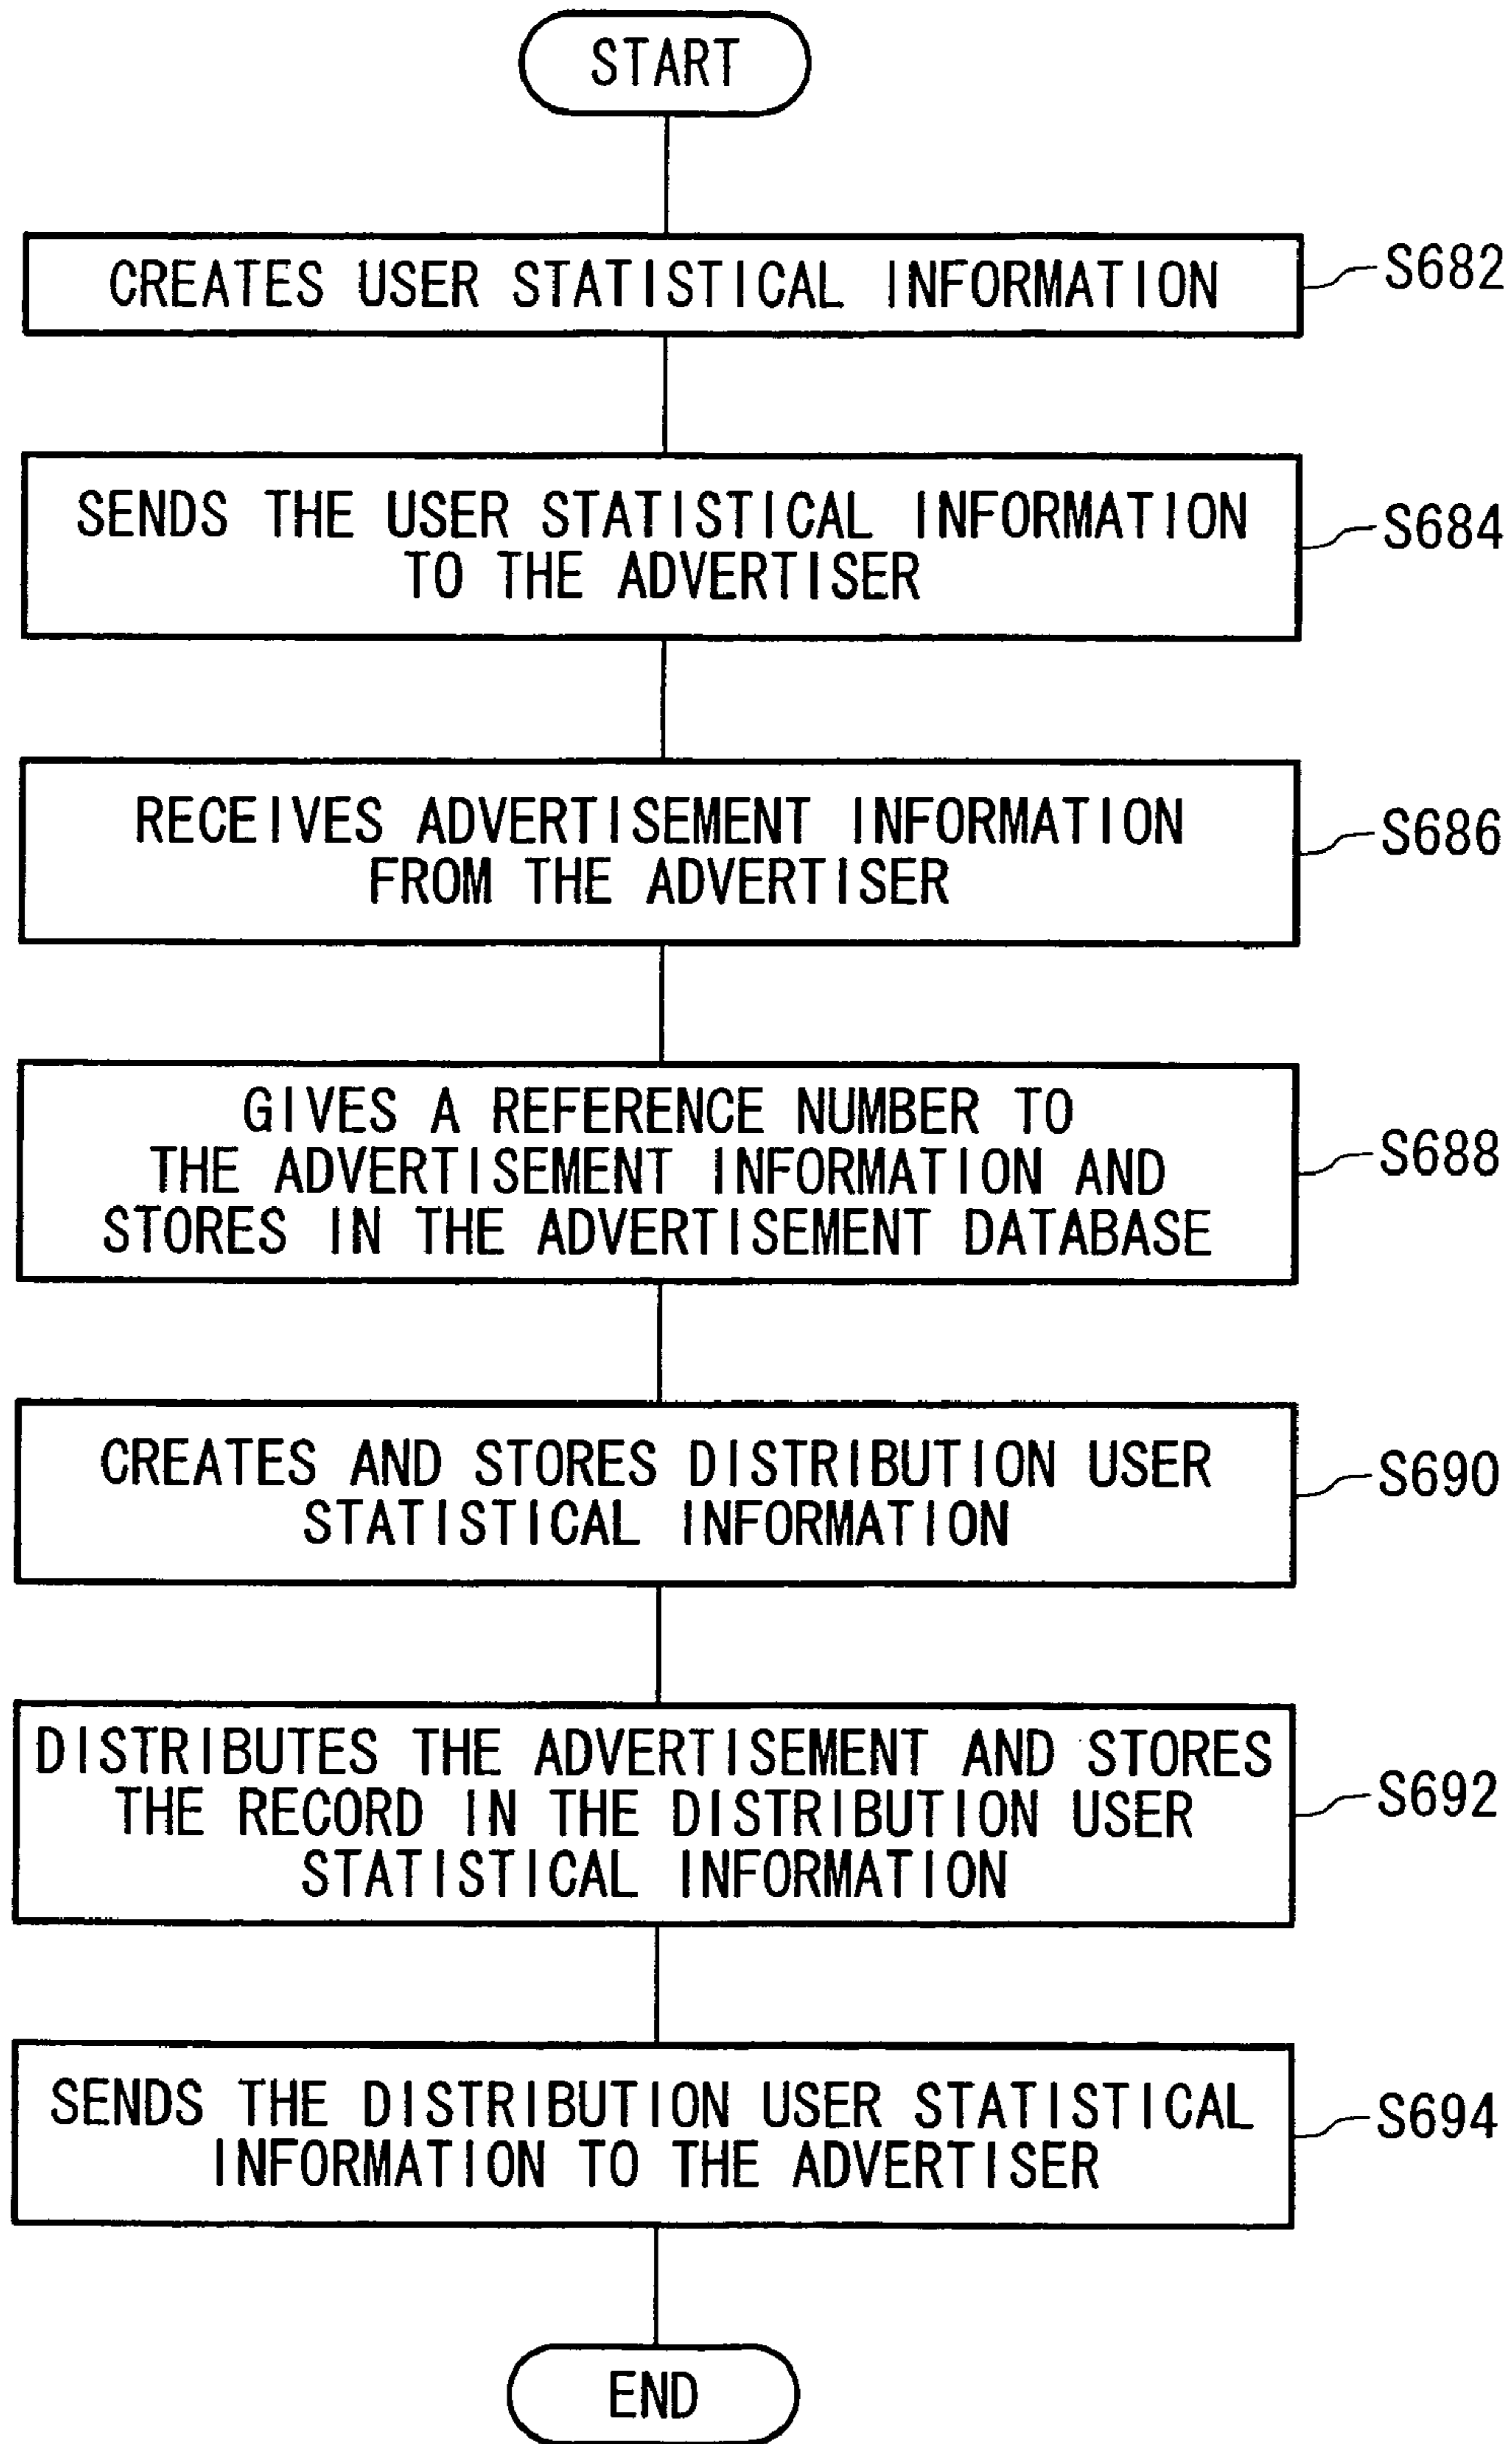 START
CREATES USER STATISTICAL INFORMATION
S682
SENDS THE USER STATISTICAL INFORMATION
TO THE ADVERTISER
S684
RECEIVES ADVERTISEMENT INFORMATION
FROM THE ADVERTISER
S686
GIVES A REFERENCE NUMBER TO
THE ADVERTISEMENT INFORMATION AND
STORES IN THE ADVERTISEMENT DATABASE
S688
CREATES AND STORES DISTRIBUTION USER
STATISTICAL INFORMATION
S690
DISTRIBUTES THE ADVERTISEMENT AND STORES
THE RECORD IN THE DISTRIBUTION USER
STATISTICAL INFORMATION
S692
SENDS THE DISTRIBUTION USER STATISTICAL
INFORMATION TO THE ADVERTISER
S694
END